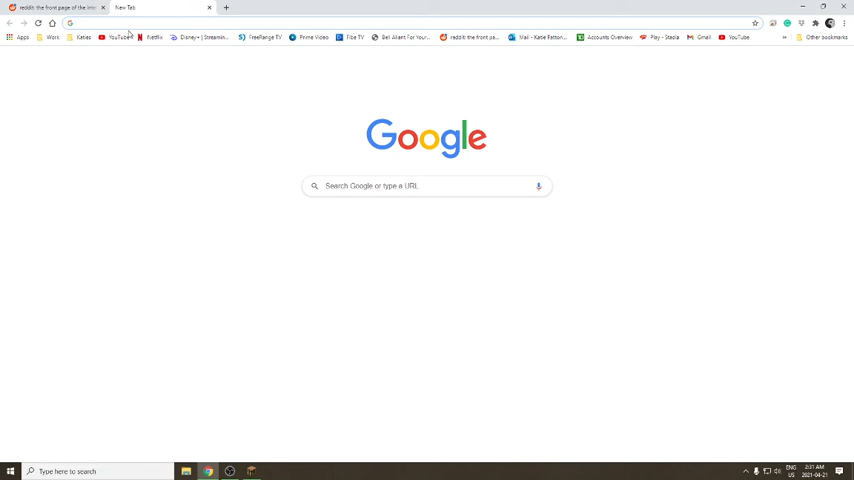 reddit: the front page of the inte
New Tab
Apps Work Katies YouTube Netflix Disney+ | Streamin... FreeRange TV Prime Video Fibe TV Bell Aliant For Your... reddit: the front pa... Mail - Katie Patton... Accounts Overview Play - Stadia Gmail YouTube » Other bookmarks
Google
Search Google or type a URL
Type here to search
ENG
US
2:31 AM
2021-04-21